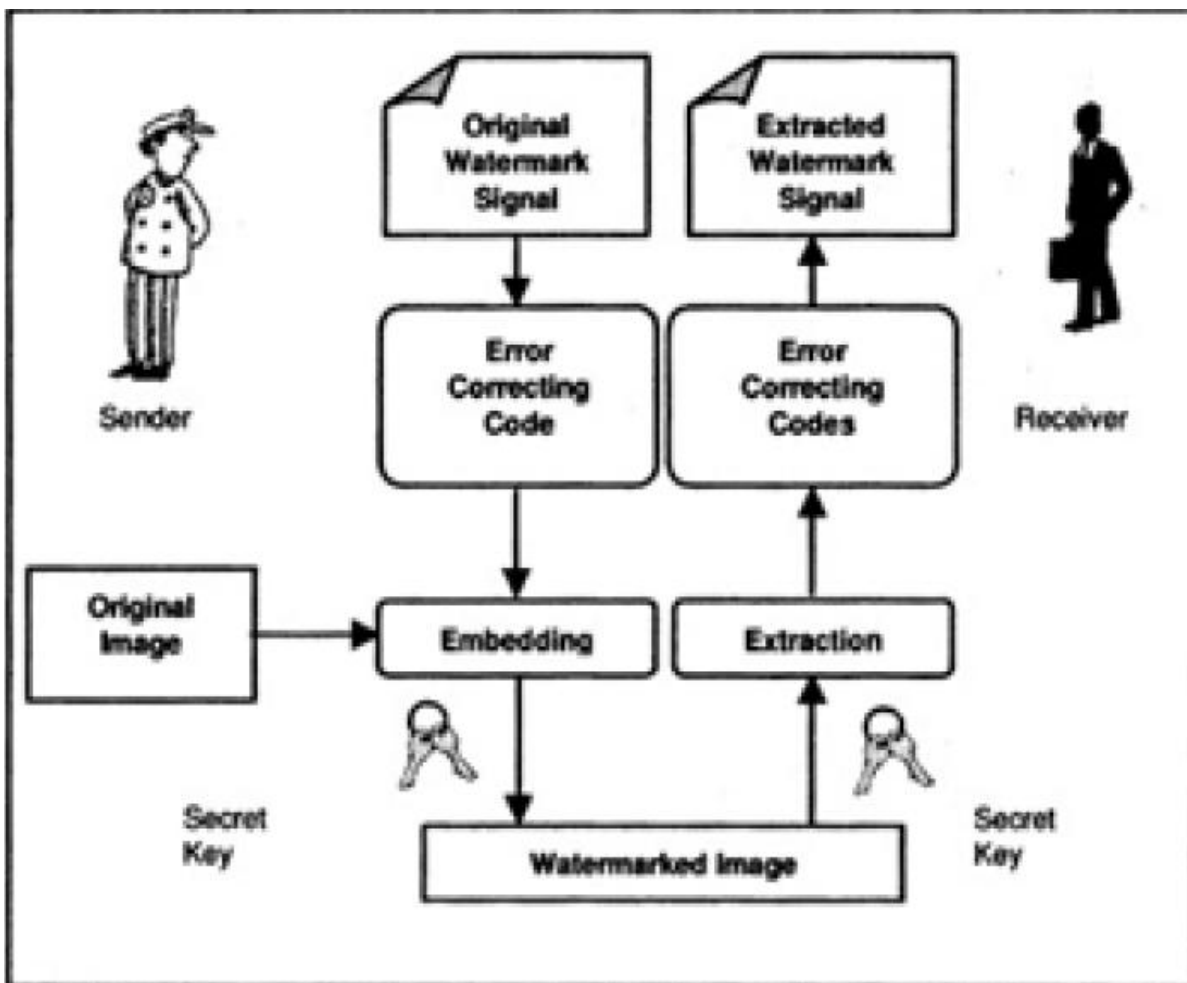 Original
Watermark
Signal
Extracted
Watermark
Signal
Sender
Error
Correcting
Code
Error
Correcting
Codes
Receiver
Original
Image
Embedding
Extraction
Secret
Key
Secret
Key
Watermarked Image